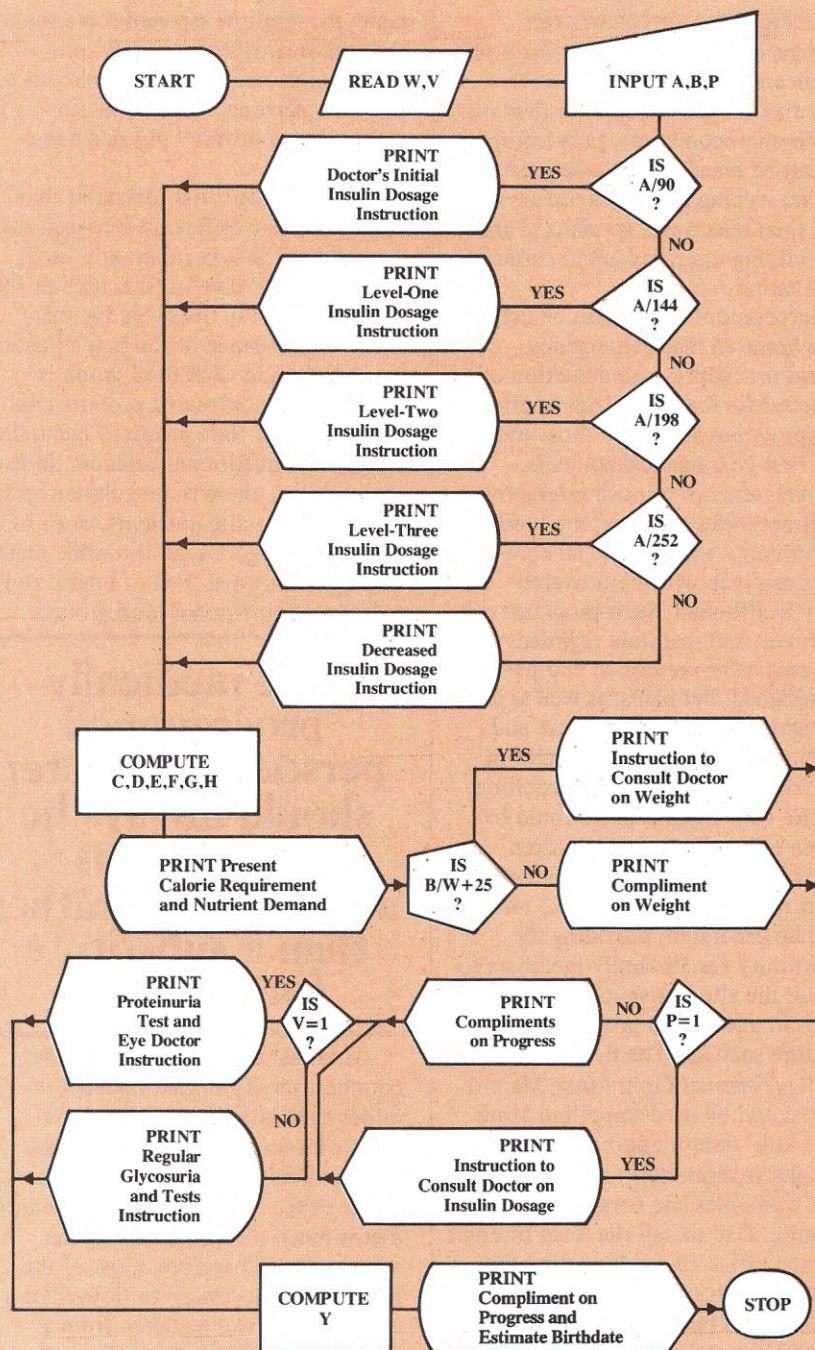 START
READ W,V
INPUT A,B,P
IS
A/90
?
YES
NO
PRINT
Doctor's Initial
Insulin Dosage
Instruction
IS
A/144
?
YES
NO
PRINT
Level-One
Insulin Dosage
Instruction
IS
A/198
?
YES
NO
PRINT
Level-Two
Insulin Dosage
Instruction
IS
A/252
?
YES
NO
PRINT
Level-Three
Insulin Dosage
Instruction
PRINT
Decreased
Insulin Dosage
Instruction
COMPUTE
C,D,E,F,G,H
PRINT Present
Calorie Requirement
and Nutrient Demand
IS
B/W+25
?
YES
PRINT
Instruction to
Consult Doctor
on Weight
NO
PRINT
Compliment
on Weight
IS
P=1
?
NO
PRINT
Compliments
on Progress
YES
PRINT
Instruction to
Consult Doctor on
Insulin Dosage
IS
V=1
?
YES
PRINT
Proteinuria
Test and
Eye Doctor
Instruction
NO
PRINT
Regular
Glycosuria
and Tests
Instruction
COMPUTE
Y
PRINT
Compliment on
Progress and
Estimate Birthdate
STOP